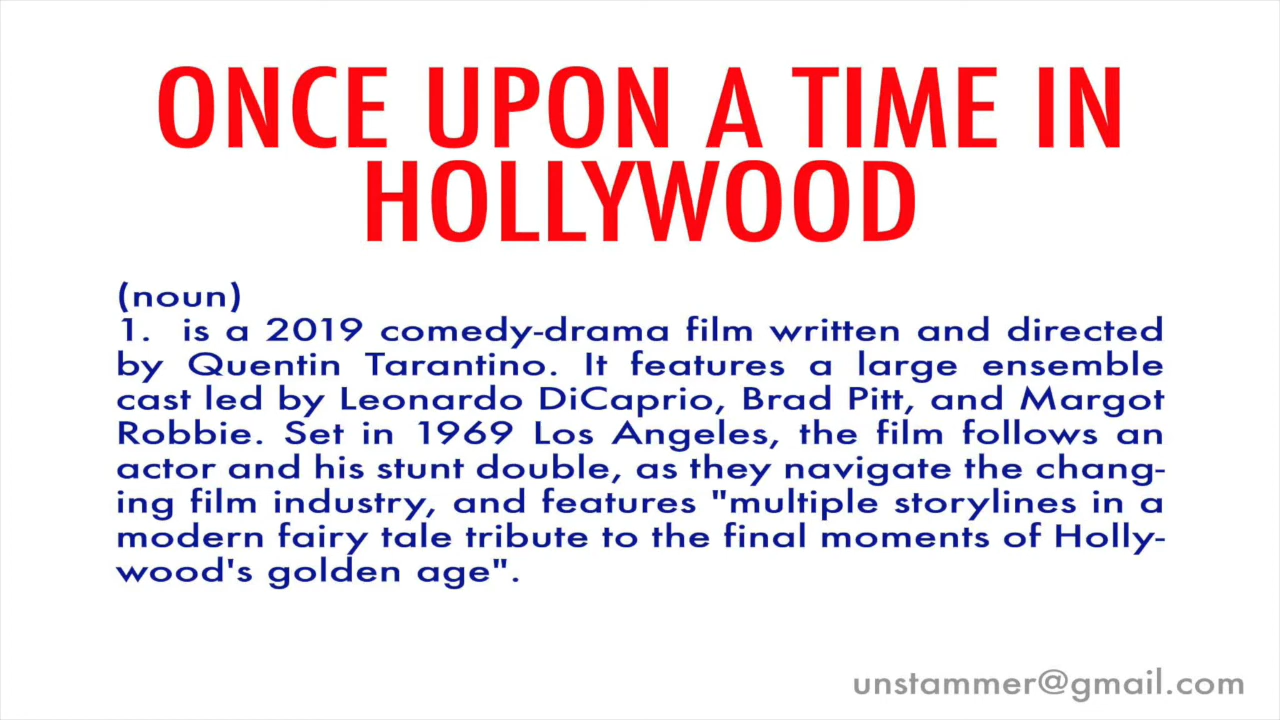 ONCE UPON A TIME IN
HOLLYWOOD
(noun)
1. is a 2019 comedy-drama film written and directed
by Quentin Tarantino. It features a large ensemble
cast led by Leonardo DiCaprio, Brad Pitt, and Margot
Robbie. Set in 1969 Los Angeles, the film follows an
actor and his stunt double, as they navigate the chang-
ing film industry, and features "multiple storylines in a
modern fairy tale tribute to the final moments of Holly-
wood's golden age".
unstammer@gmail.com